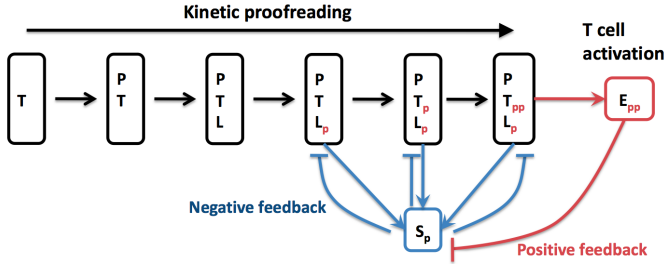 Kinetic proofreading
T cell
activation
T
P
T
P
T
L
P
T
Lp
P
Tp
Lp
P
Tpp
Lp
Epp
Negative feedback
Sp
Positive feedback